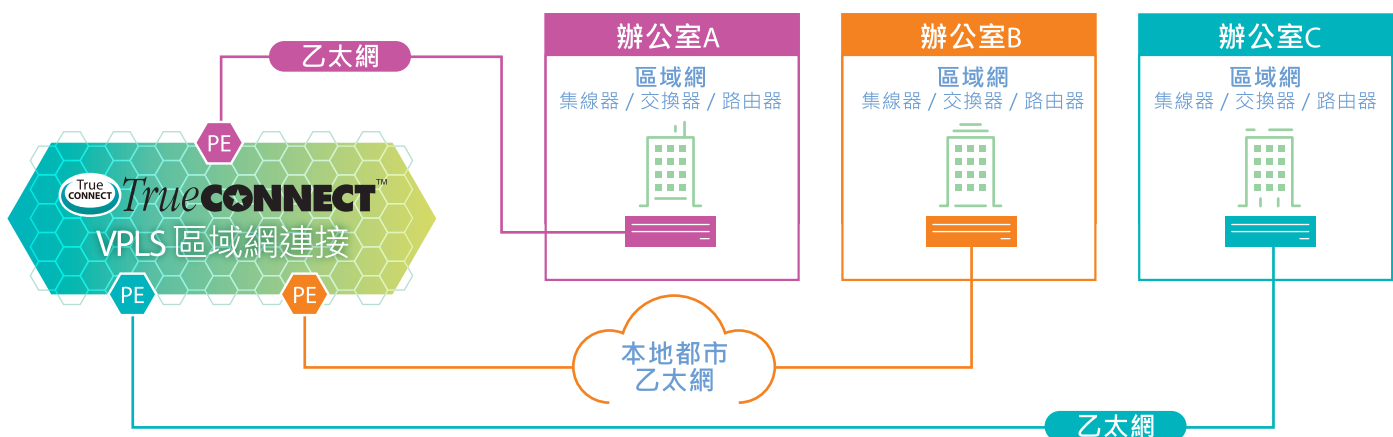 乙太網
PE
True
CONNECT
TrueCONNECT™
VPLS 區域網連接
PE
PE
辦公室A
區域網
集線器 / 交換器 / 路由器
辦公室B
區域網
集線器 / 交換器 / 路由器
辦公室C
區域網
集線器 / 交換器 / 路由器
本地都市
乙太網
乙太網